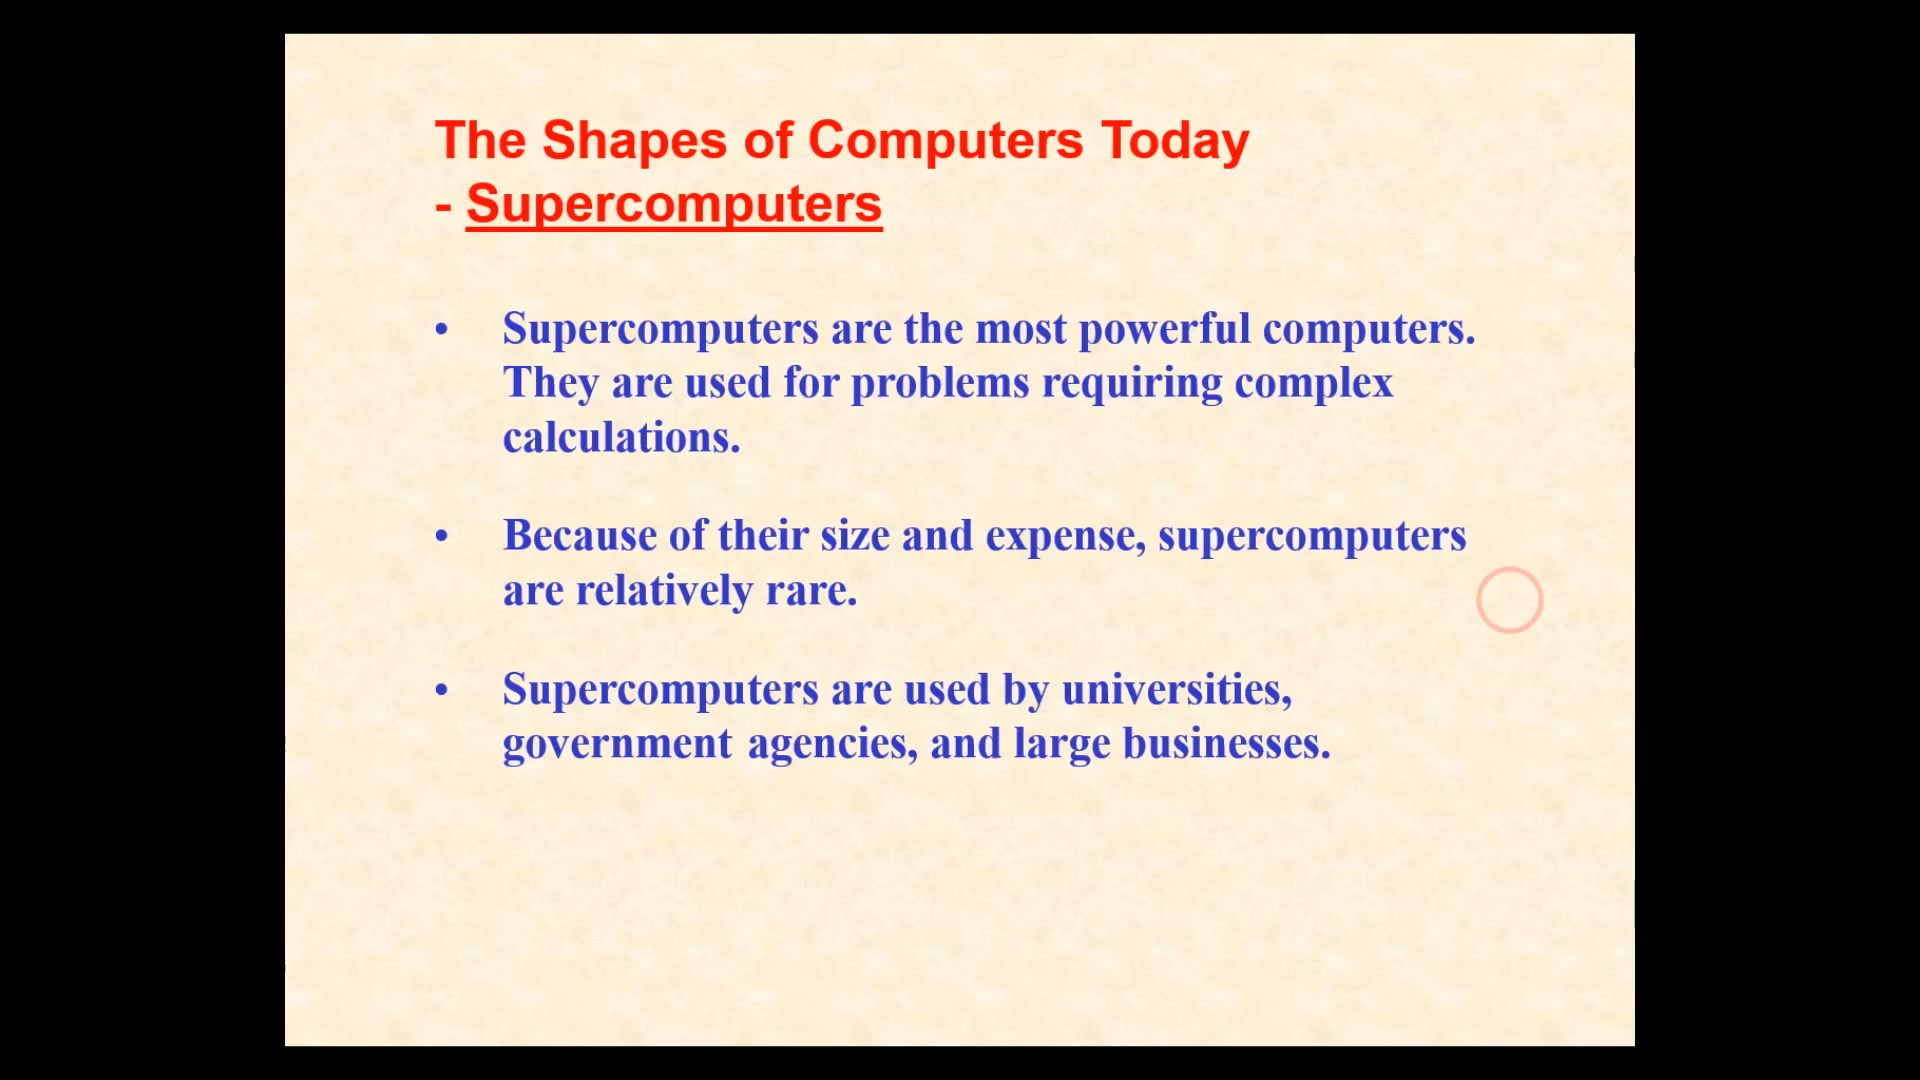 The Shapes of Computers Today
- Supercomputers
• Supercomputers are the most powerful computers.
They are used for problems requiring complex
calculations.
• Because of their size and expense, supercomputers
are relatively rare.
• Supercomputers are used by universities,
government agencies, and large businesses.